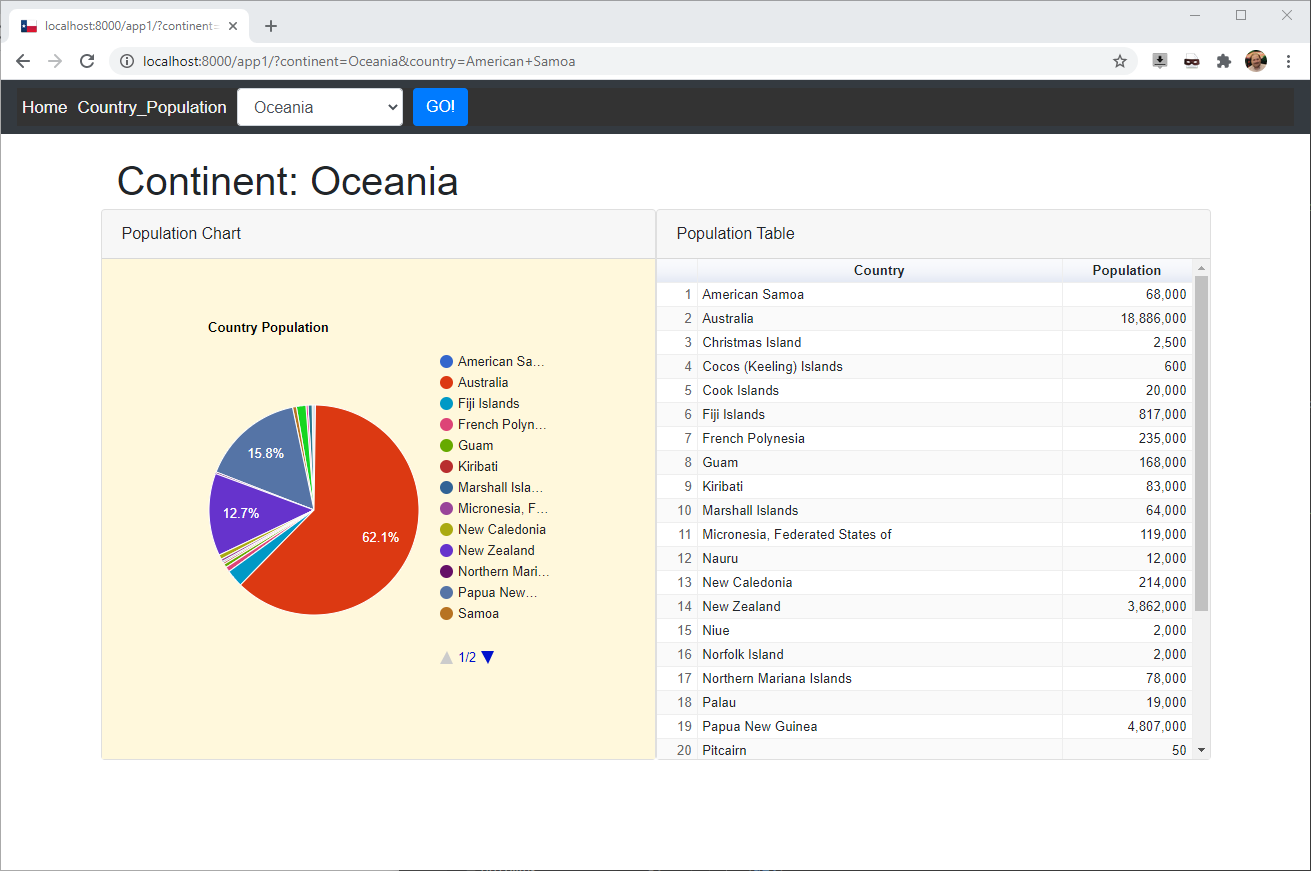 localhost:8000/app1/?continent=
localhost:8000/app1/?continent=Oceania&country=American+Samoa
Home Country_Population Oceania GO!
Continent: Oceania
Population Chart
Country Population
American Sa…
Australia
Fiji Islands
French Polyn…
Guam
Kiribati
Marshall Isla…
Micronesia, F…
New Caledonia
New Zealand
Northern Mari…
Papua New…
Samoa
1/2
15.8%
12.7%
62.1%
Population Table
Country Population
1 American Samoa 68,000
2 Australia 18,886,000
3 Christmas Island 2,500
4 Cocos (Keeling) Islands 600
5 Cook Islands 20,000
6 Fiji Islands 817,000
7 French Polynesia 235,000
8 Guam 168,000
9 Kiribati 83,000
10 Marshall Islands 64,000
11 Micronesia, Federated States of 119,000
12 Nauru 12,000
13 New Caledonia 214,000
14 New Zealand 3,862,000
15 Niue 2,000
16 Norfolk Island 2,000
17 Northern Mariana Islands 78,000
18 Palau 19,000
19 Papua New Guinea 4,807,000
20 Pitcairn 50